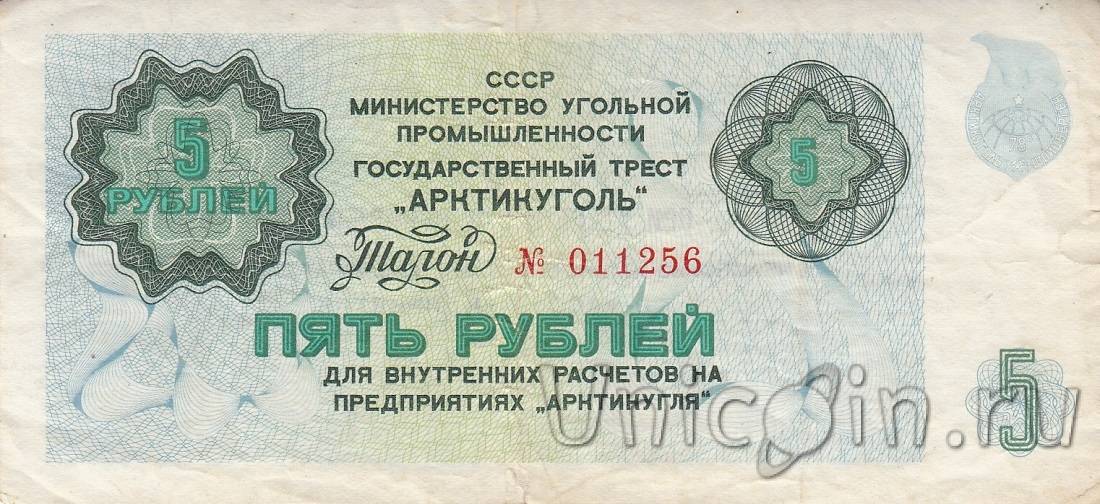 5
РУБЛЕЙ
СССР
МИНИСТЕРСТВО УГОЛЬНОЙ
ПРОМЫШЛЕННОСТИ
ГОСУДАРСТВЕННЫЙ ТРЕСТ
„АРКТИКУГОЛЬ“
Талон № 011256
5
ПЯТЬ РУБЛЕЙ
ДЛЯ ВНУТРЕННИХ РАСЧЕТОВ НА
ПРЕДПРИЯТИЯХ „АРКТИКУГЛЯ“
5
Unicoin.ru